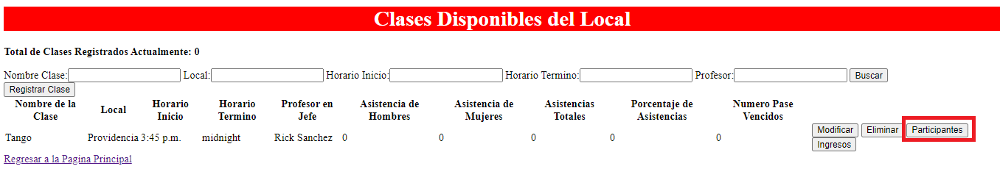 Clases Disponibles del Local
Total de Clases Registrados Actualmente: 0
Nombre Clase: Local: Horario Inicio: Horario Termino: Profesor: Buscar
Registrar Clase
Nombre de la Clase Local Horario Inicio Horario Termino Profesor en Jefe Asistencia de Hombres Asistencia de Mujeres Asistencias Totales Porcentaje de Asistencias Numero Pase Vencidos
Tango Providencia 3:45 p.m. midnight Rick Sanchez 0 0 0 0 0 Modificar Eliminar Participantes
Ingresos
Regresar a la Pagina Principal